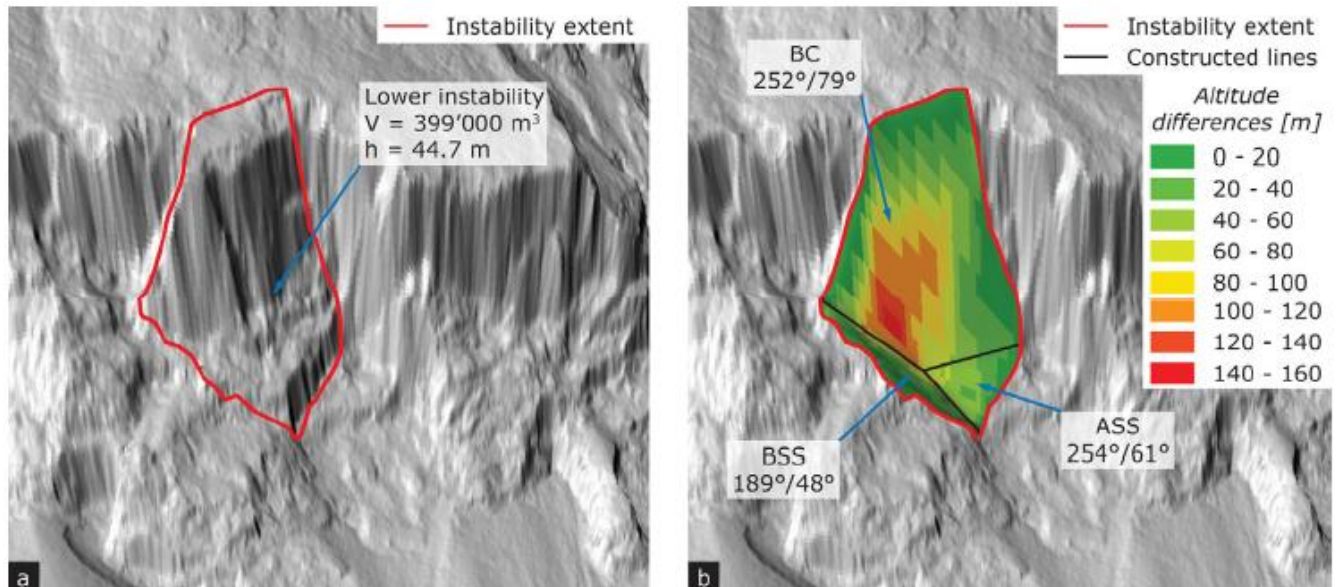 Instability extent
Lower instability
V = 399’000 m³
h = 44.7 m
a
Instability extent
Constructed lines
BC
252°/79°
Altitude
differences [m]
0 - 20
20 - 40
40 - 60
60 - 80
80 - 100
100 - 120
120 - 140
140 - 160
ASS
254°/61°
BSS
189°/48°
b